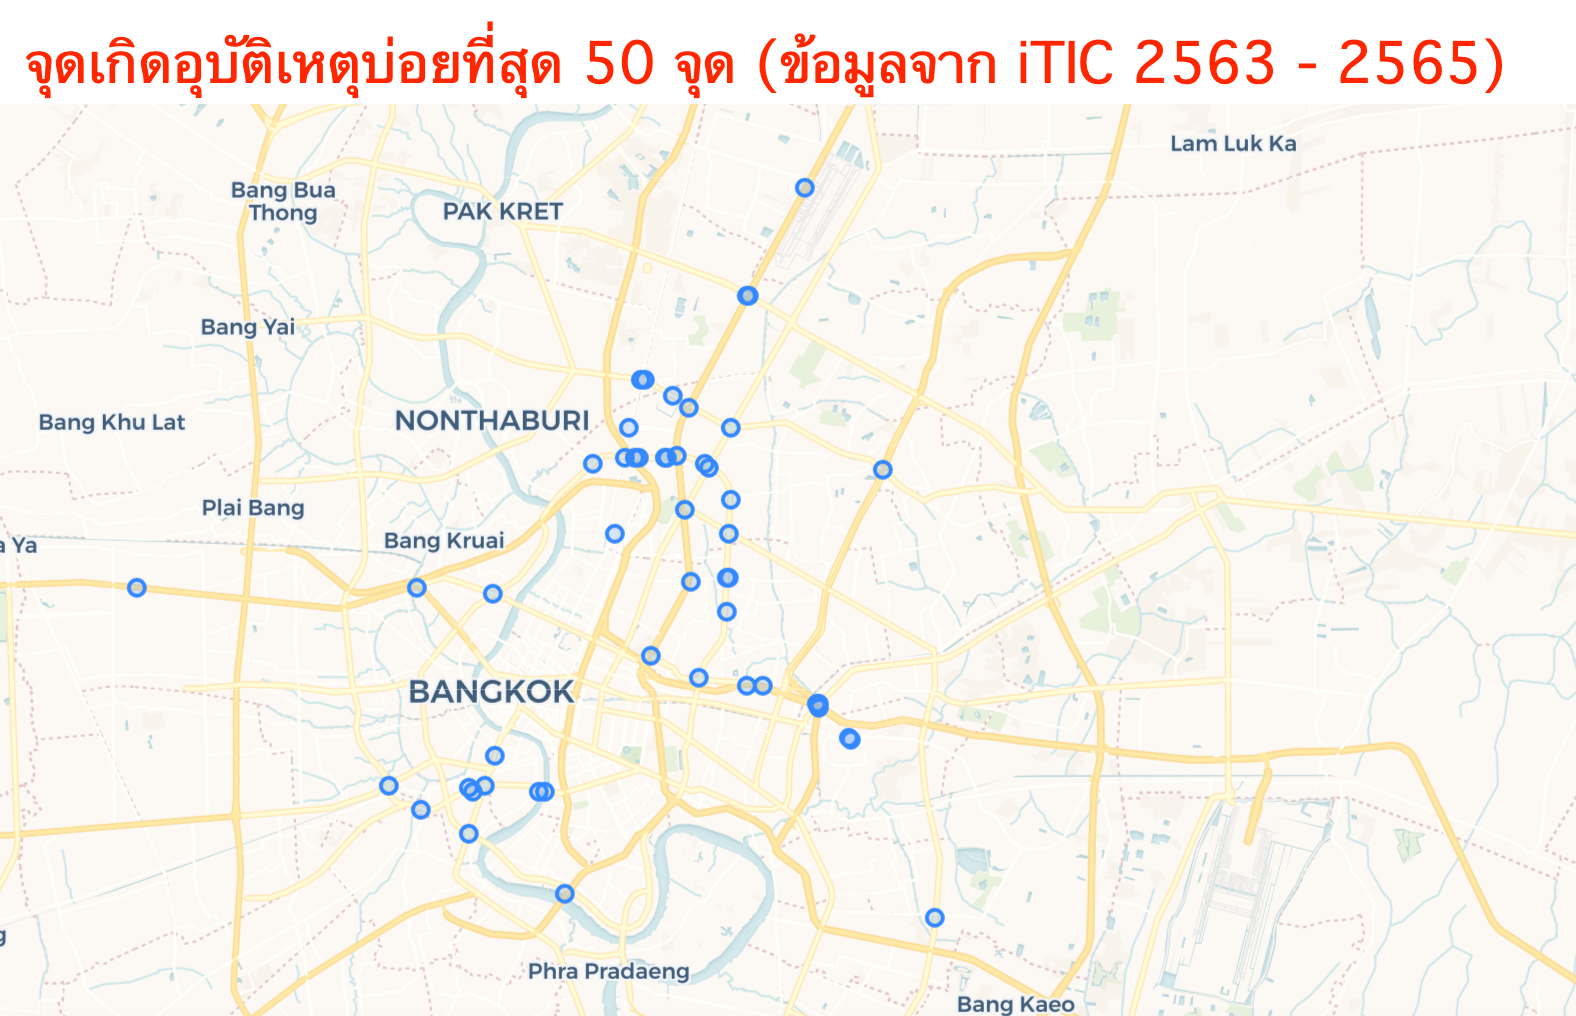 จุดเกิดอุบัติเหตุบ่อยที่สุด 50 จุด (ข้อมูลจาก iTIC 2563 - 2565)
Lam Luk Ka
Bang Bua
Thong
PAK KRET
Bang Yai
Bang Khu Lat
NONTHABURI
Plai Bang
Bang Kruai
a Ya
BANGKOK
Phra Pradaeng
Bang Kaeo